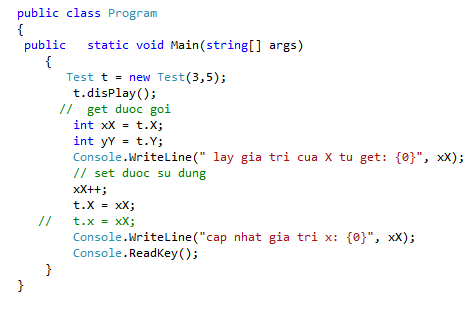 public class Program
{
public   static void Main(string[] args)
{
Test t = new Test(3,5);
t.disPlay();
//  get duoc goi
int xX = t.X;
int yY = t.Y;
Console.WriteLine(" lay gia tri cua X tu get: {0}", xX);
// set duoc su dung
xX++;
t.X = xX;
//   t.x = xX;
Console.WriteLine("cap nhat gia tri x: {0}", xX);
Console.ReadKey();
}
}